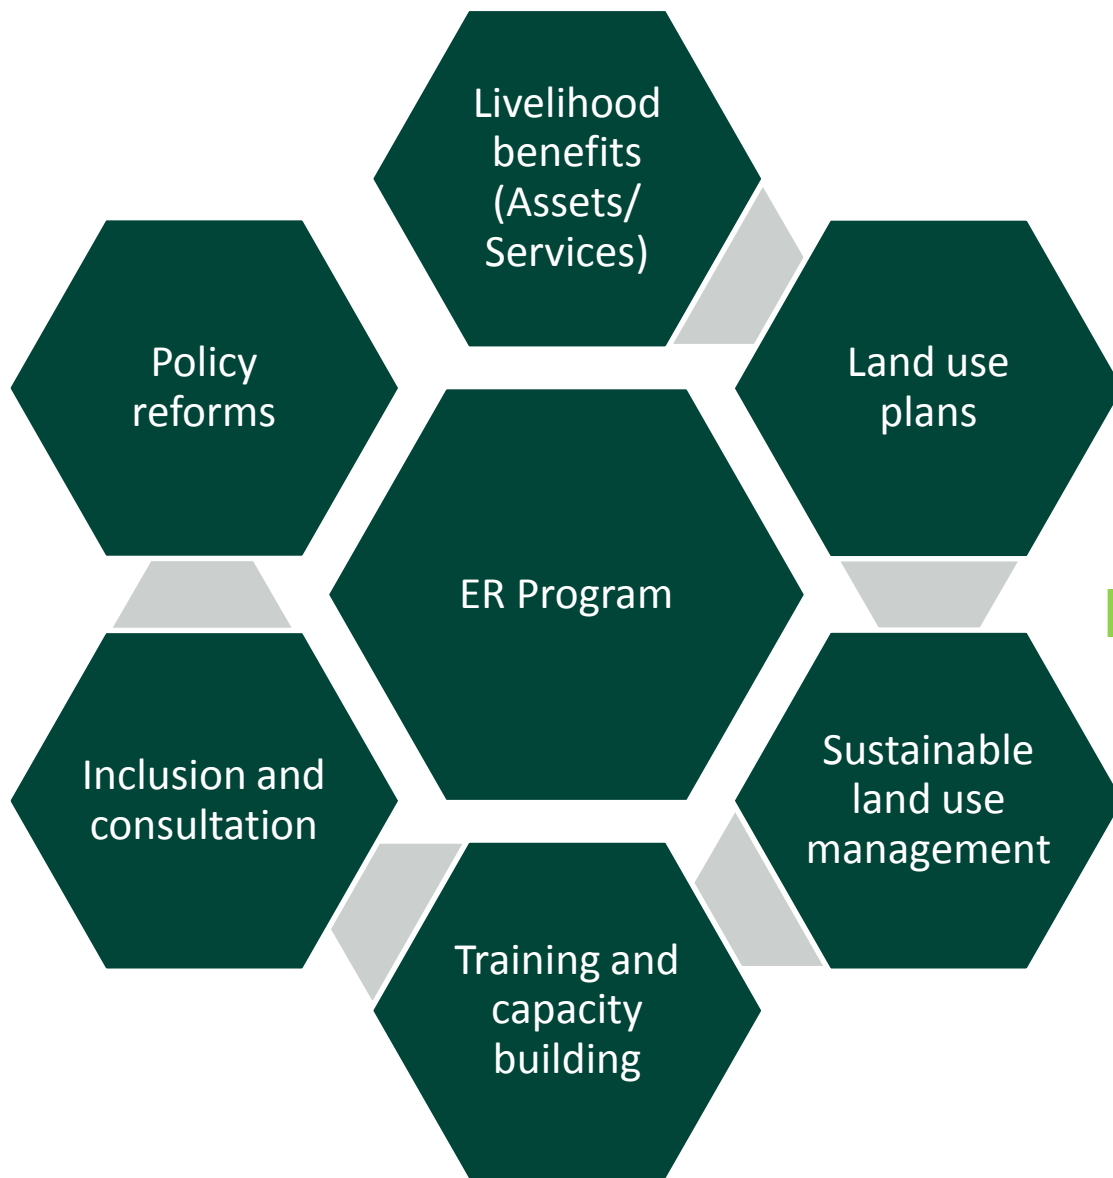 Livelihood
benefits
(Assets/
Services)
Policy
reforms
Land use
plans
ER Program
Inclusion and
consultation
Sustainable
land use
management
Training and
capacity
building